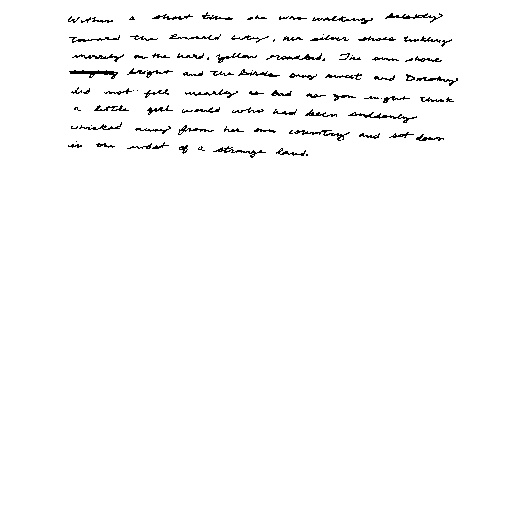 Within a short time she was walking briskly
toward the Emerald City, her silver shoes tinkling
merrily on the hard, yellow roadbed. The sun shone
bright and the birds sang sweet and Dorothy
did not feel nearly as bad as you might think
a little girl would who had been suddenly
whisked away from her own country and set down
in the midst of a strange land.